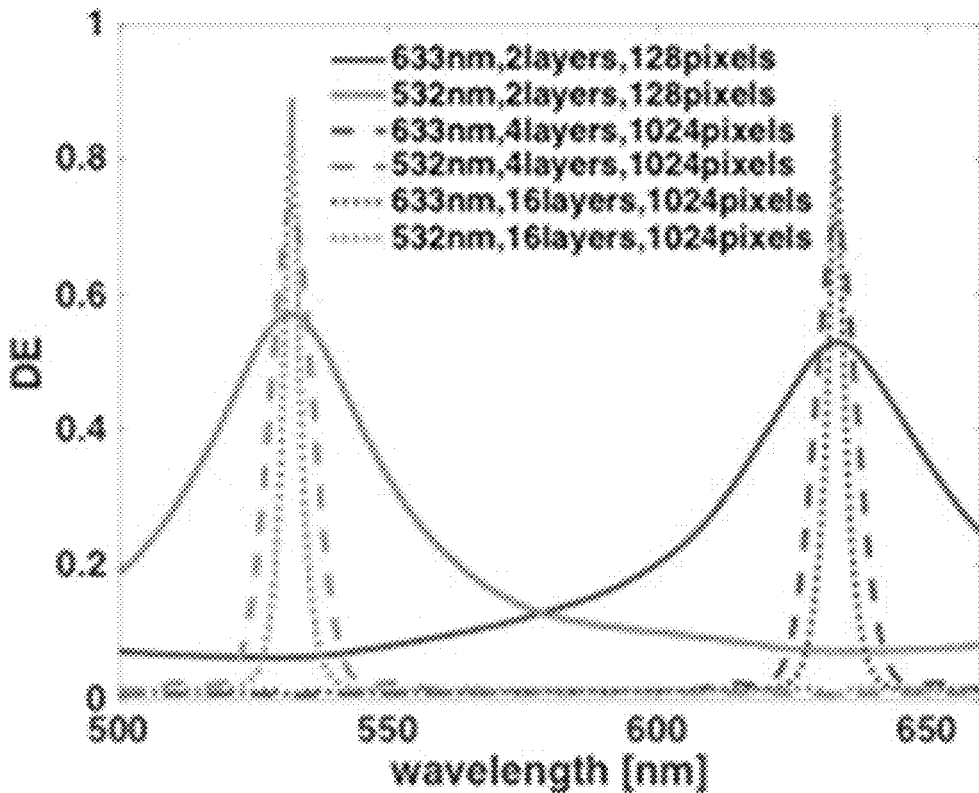 1
633nm,2layers,128pixels
532nm,2layers,128pixels
0.8
633nm,4layers,1024pixels
532nm,4layers,1024pixels
633nm,16layers,1024pixels
532nm,16layers,1024pixels
0.6
DE
0.4
0.2
0
500 550 600 650
wavelength [nm]